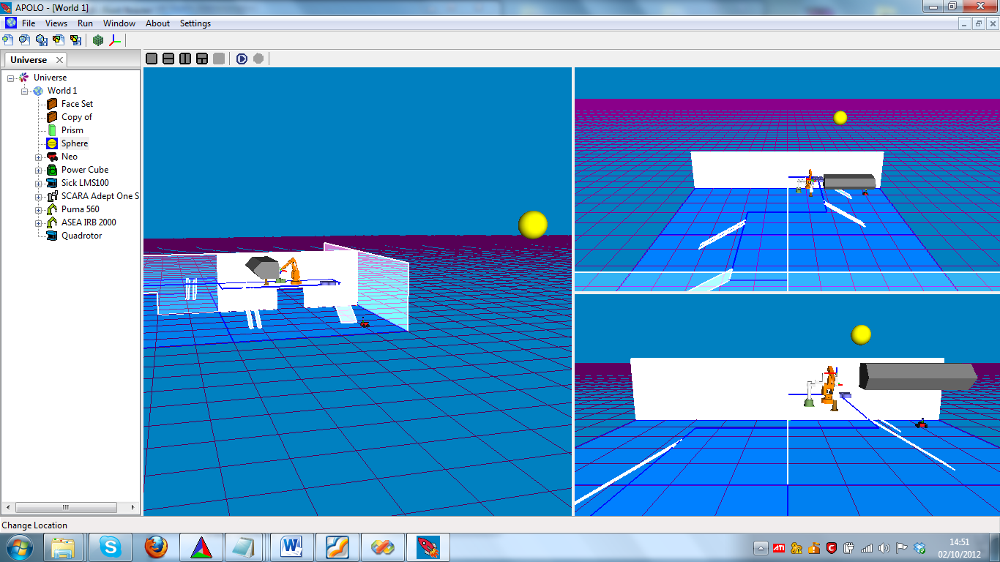 APOLO - [World 1]
File Views Run Window About Settings
Universe
Universe
World 1
Face Set
Copy of
Prism
Sphere
Neo
Power Cube
Sick LMS100
SCARA Adept One S
Puma 560
ASEA IRB 2000
Quadrotor
Change Location
ATI
14:51
02/10/2012